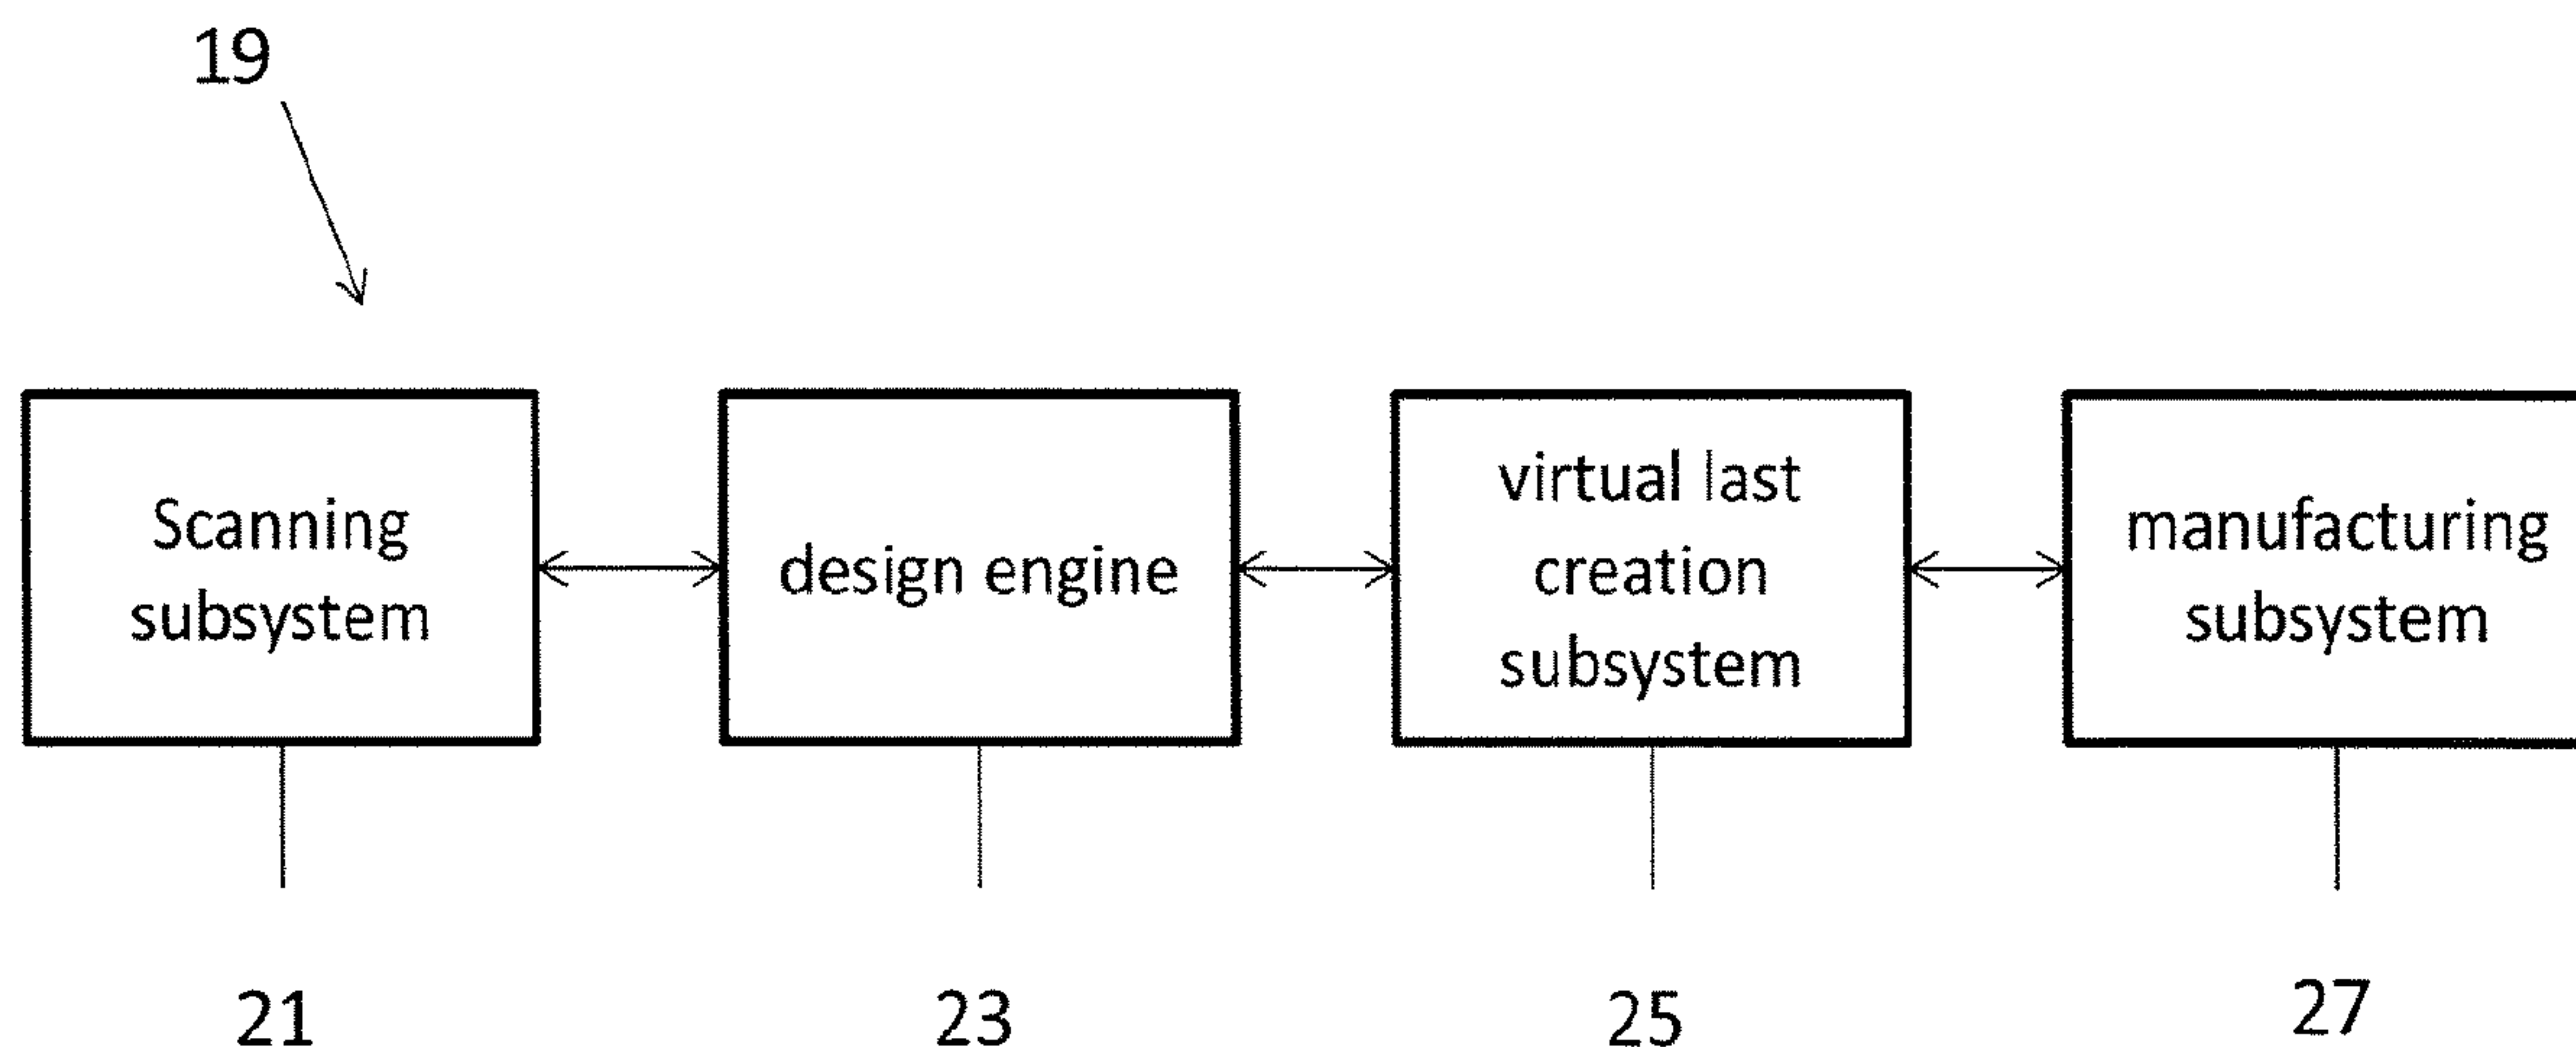 19
Scanning
subsystem
design engine
virtual last
creation
subsystem
manufacturing
subsystem
21
23
25
27